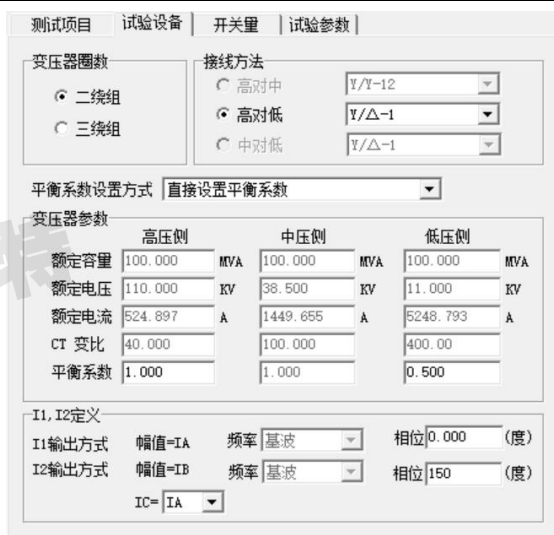 测试项目 试验设备 开关量 试验参数
变压器圈数 接线方法
二绕组 高对中 Y/Y-12
三绕组 高对低 Y/△-1
中对低 Y/△-1
平衡系数设置方式 直接设置平衡系数
变压器参数
高压侧 中压侧 低压侧
额定容量 100.000 MVA 100.000 MVA 100.000 MVA
额定电压 110.000 KV 38.500 KV 11.000 KV
额定电流 524.897 A 1449.655 A 5248.793 A
CT 变比 40.000 100.000 400.00
平衡系数 1.000 1.000 0.500
I1,I2定义
I1输出方式 幅值=IA 频率 基波 相位 0.000 (度)
I2输出方式 幅值=IB 频率 基波 相位 150 (度)
IC= IA
特